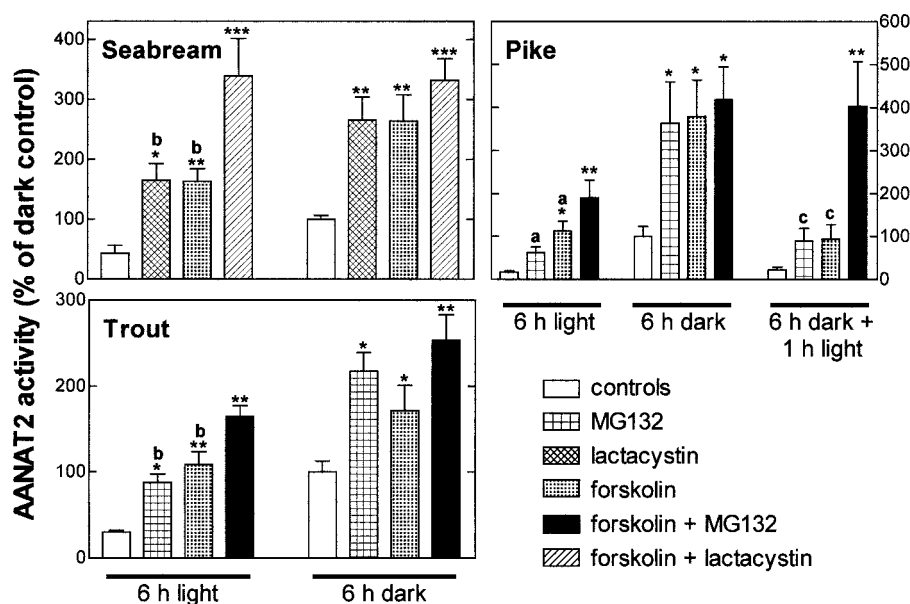 AANAT2 activity (% of dark control)
Seabream
400
300
200
100
0
b
*
b
**
***
**
**
***
Pike
600
500
400
300
200
100
0
a
a
*
**
*
*
*
c
c
**
6 h light
6 h dark
6 h dark +
1 h light
Trout
300
200
100
0
b
*
b
**
**
*
*
**
6 h light
6 h dark
controls
MG132
lactacystin
forskolin
forskolin + MG132
forskolin + lactacystin